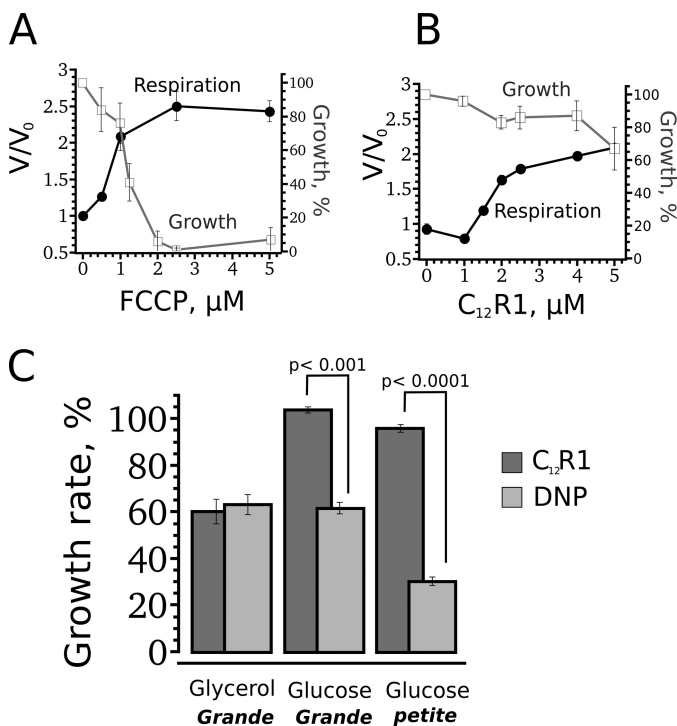 A
B
3
2.5
2
1.5
1
0.5
V/V₀
Respiration
Growth
100
80
60
40
20
0
Growth, %
0 1 2 3 4 5
FCCP, µM
3
2.5
2
1.5
1
0.5
V/V₀
Growth
Respiration
100
80
60
40
20
0
Growth, %
0 1 2 3 4 5
C₁₂R1, µM
C
p< 0.001
p< 0.0001
Growth rate, %
100
80
60
40
20
0
C₁₂R1
DNP
Glycerol Glucose Glucose
Grande Grande petite